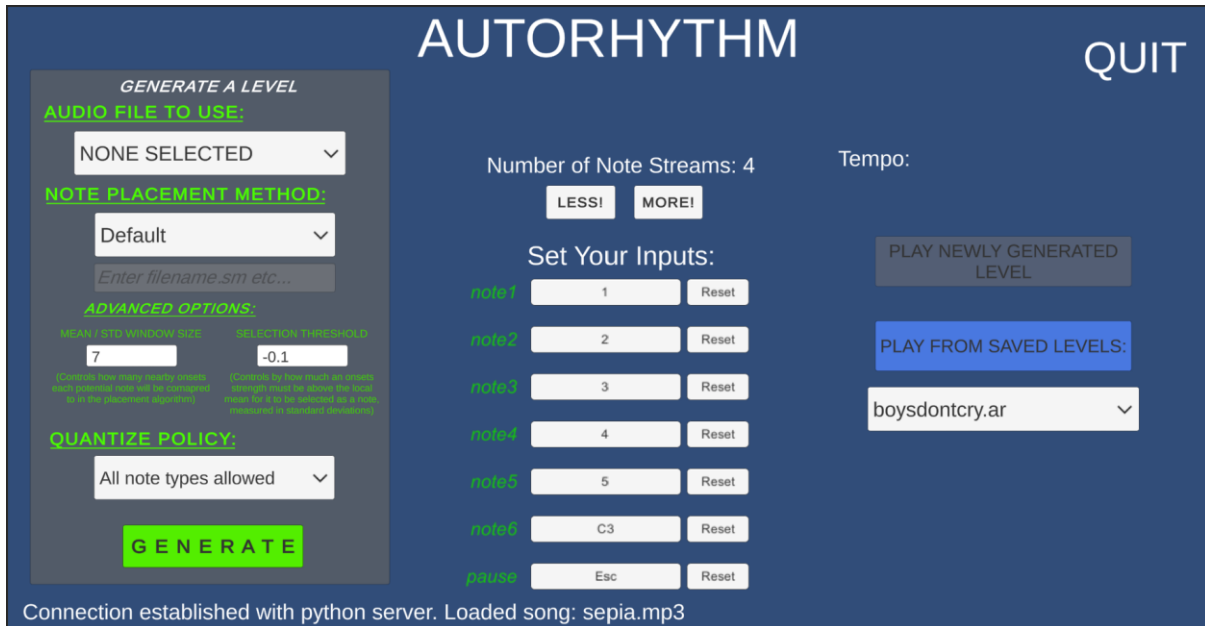 AUTORHYTHM
QUIT
GENERATE A LEVEL
AUDIO FILE TO USE:
NONE SELECTED
NOTE PLACEMENT METHOD:
Default
Enter filename.sm etc...
ADVANCED OPTIONS:
MEAN / STD WINDOW SIZE
7
(Controls how many nearby onsets
each potential note will be comapred
to in the placement algorithm)
SELECTION THRESHOLD
-0.1
(Controls by how much an onsets
strength must be above the local
mean for it to be selected as a note,
measured in standard deviations)
QUANTIZE POLICY:
All note types allowed
GENERATE
Number of Note Streams: 4
LESS! MORE!
Set Your Inputs:
note1 1 Reset
note2 2 Reset
note3 3 Reset
note4 4 Reset
note5 5 Reset
note6 C3 Reset
pause Esc Reset
Tempo:
PLAY NEWLY GENERATED
LEVEL
PLAY FROM SAVED LEVELS:
boysdontcry.ar
Connection established with python server. Loaded song: sepia.mp3